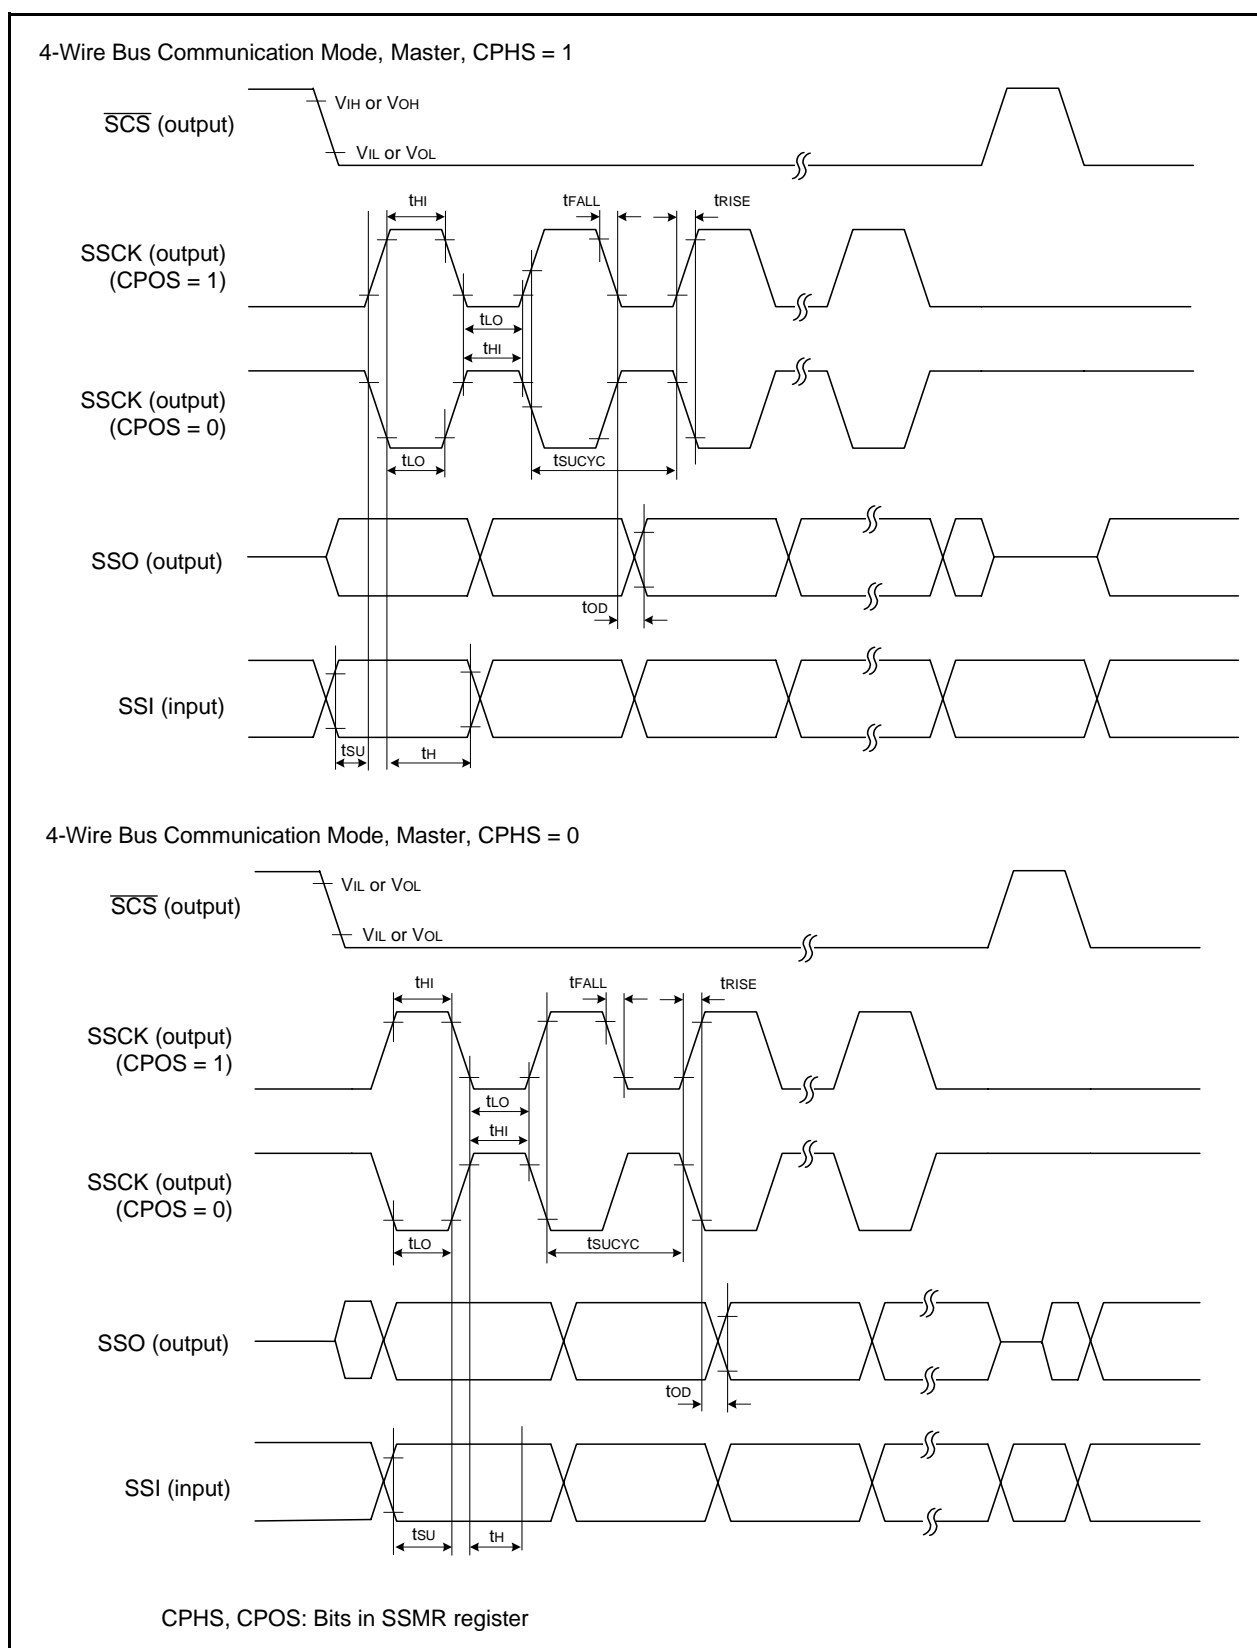 4-Wire Bus Communication Mode, Master, CPHS = 1
VIH or VOH
SCS (output)
VIL or VOL
tHI
tFALL
tRISE
SSCK (output)
(CPOS = 1)
tLO
tHI
SSCK (output)
(CPOS = 0)
tLO
tSUCYC
SSO (output)
tOD
SSI (input)
tSU
tH
4-Wire Bus Communication Mode, Master, CPHS = 0
VIL or VOL
SCS (output)
VIL or VOL
tHI
tFALL
tRISE
SSCK (output)
(CPOS = 1)
tLO
tHI
SSCK (output)
(CPOS = 0)
tLO
tSUCYC
SSO (output)
tOD
SSI (input)
tSU
tH
CPHS, CPOS: Bits in SSMR register